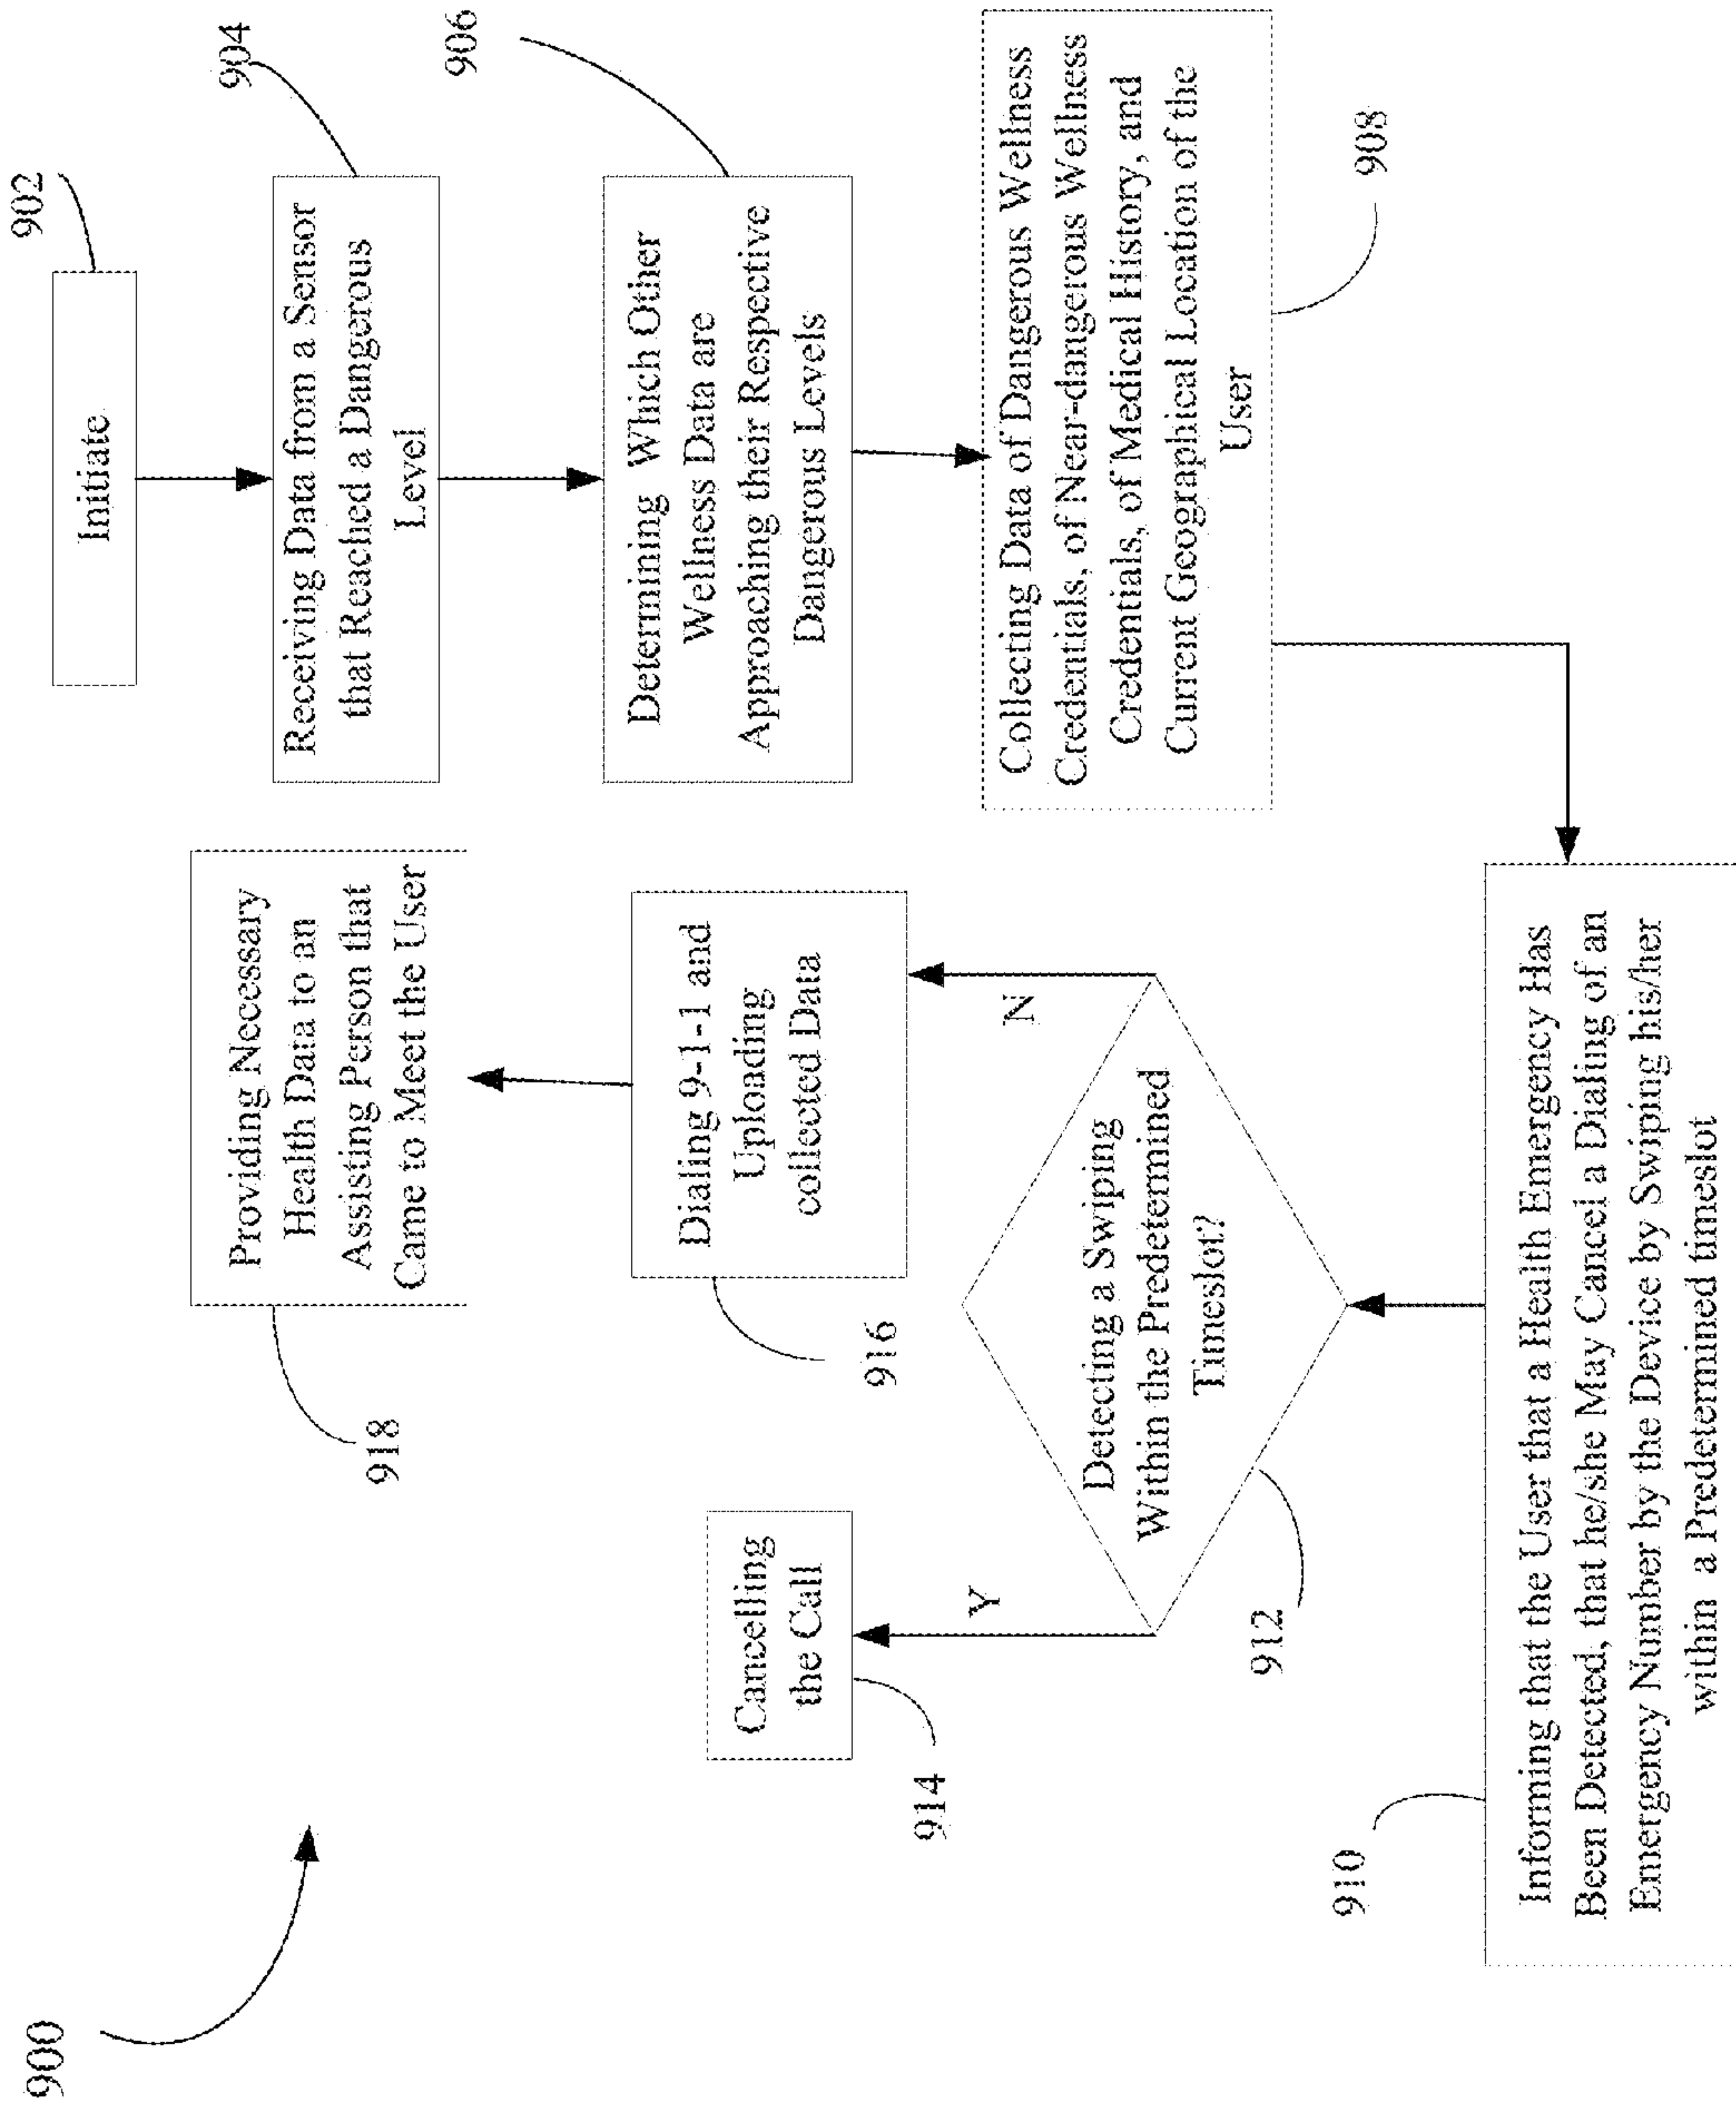 900
902
Initiate
904
Receiving Data from a Sensor
that Reached a Dangerous
Level
906
Determining Which Other
Wellness Data are
Approaching their Respective
Dangerous Levels
Collecting Data of Dangerous Wellness
Credentials, of Near-dangerous Wellness
Credentials, of Medical History, and
Current Geographical Location of the
User
908
910
Informing that the User that a Health Emergency Has
Been Detected, that he/she May Cancel a Dialing of an
Emergency Number by the Device by Swiping his/her
within a Predetermined timeslot
Detecting a Swiping
Within the Predetermined
Timeslot?
912
Y
N
Cancelling
the Call
914
Dialing 9-1-1 and
Uploading
collected Data
916
Providing Necessary
Health Data to an
Assisting Person that
Came to Meet the User
918